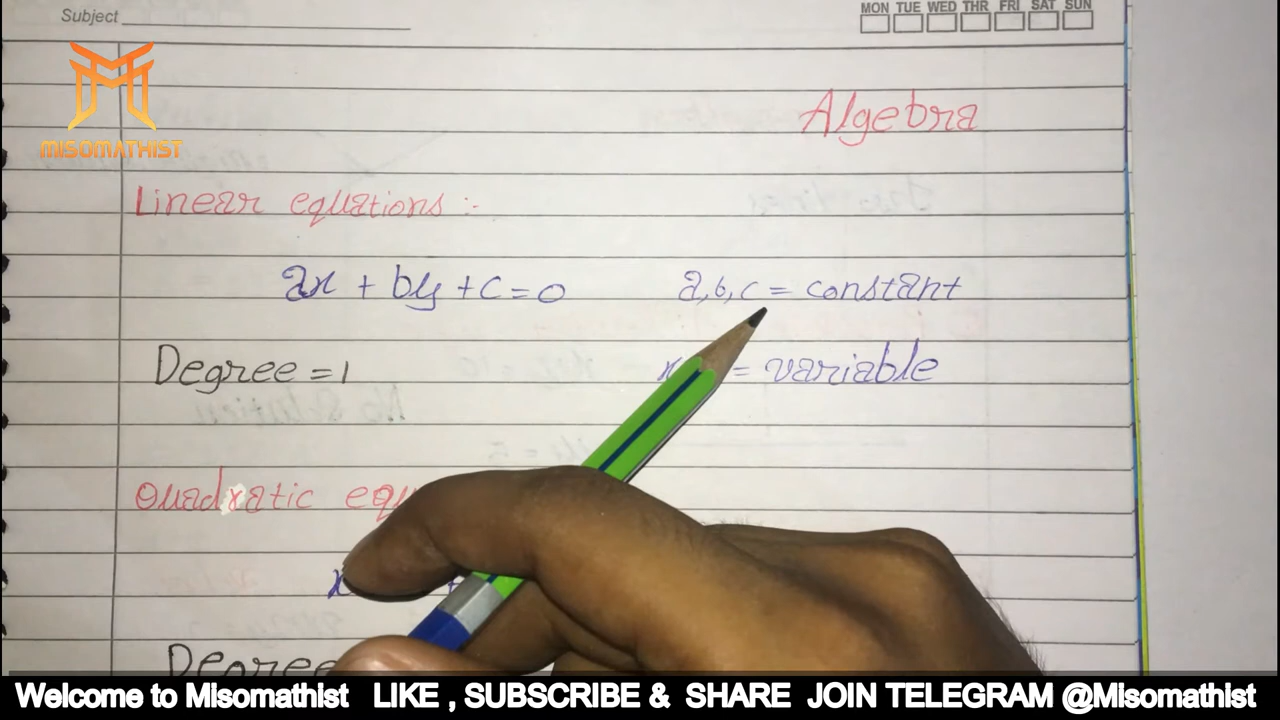 Subject
MON TUE WED THR FRI SAT SUN
MISOMATHIST
Algebra
Linear equations :-
ax + by + c = 0 a, b, c = constant
Degree = 1 x = variable
Quadratic
Degree
Welcome to Misomathist LIKE , SUBSCRIBE & SHARE JOIN TELEGRAM @Misomathist